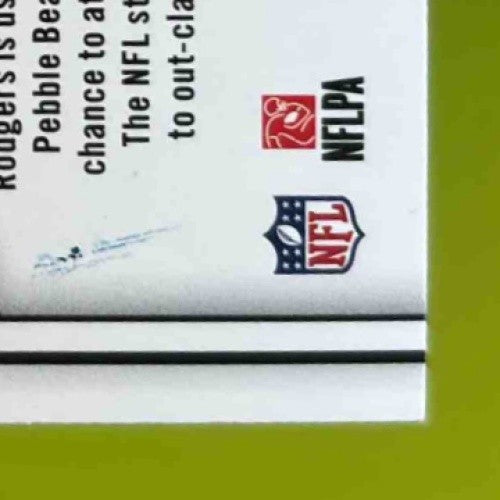 Rodgers is us
Pebble Bea
chance to at
The NFL st
to out-cla
NFLPA
NFL